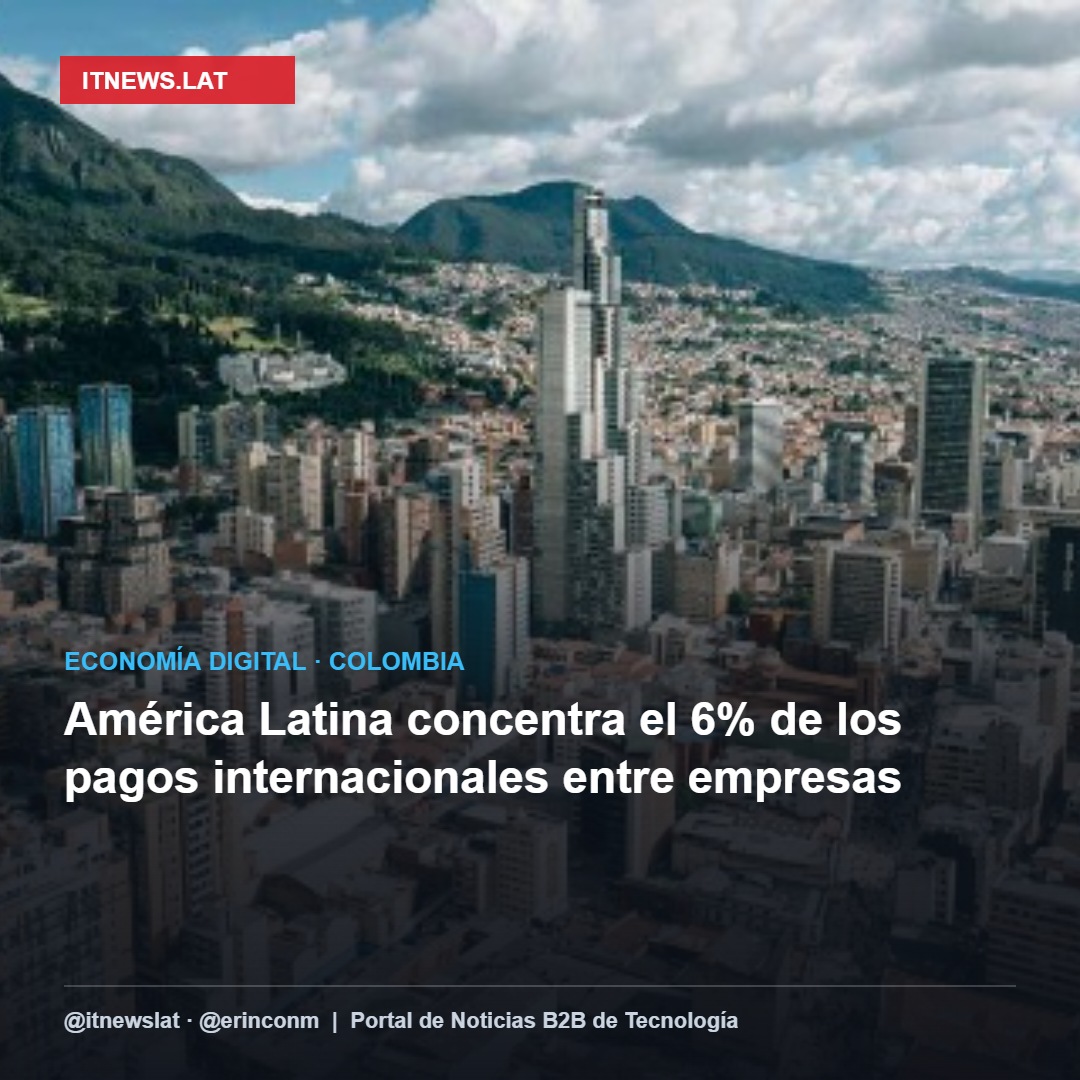 ITNEWS.LAT
ECONOMÍA DIGITAL · COLOMBIA
América Latina concentra el 6% de los
pagos internacionales entre empresas
@itnewslat · @erinconm | Portal de Noticias B2B de Tecnología